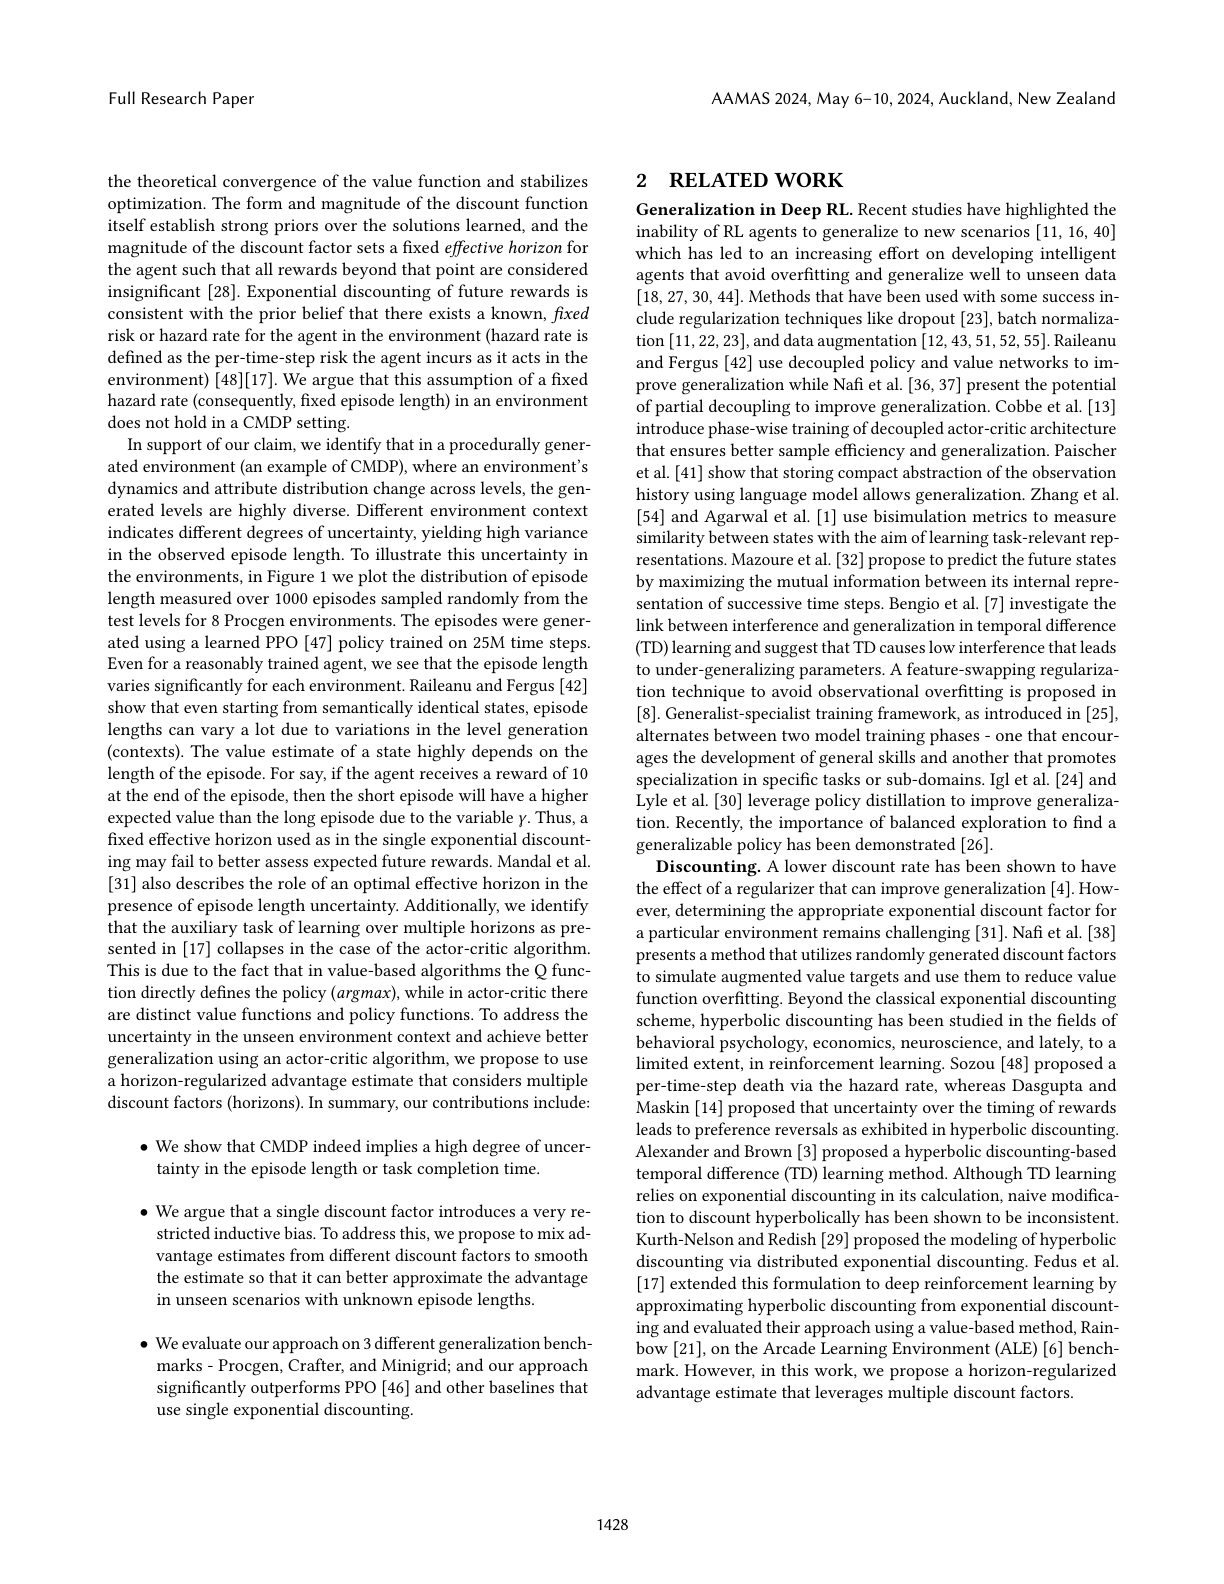 Full Research Paper
AAMAS 2024, May 6–10, 2024, Auckland, New Zealand
the theoretical convergence of the value function and stabilizes
optimization. The form and magnitude of the discount function
itself establish strong priors over the solutions learned, and the
magnitude of the discount factor sets a fixed effective horizon for
the agent such that all rewards beyond that point are considered
insignificant [28]. Exponential discounting of future rewards is
consistent with the prior belief that there exists a known, fixed
risk or hazard rate for the agent in the environment (hazard rate is
defined as the per-time-step risk the agent incurs as it acts in the
environment) [48][17]. We argue that this assumption of a fixed
hazard rate (consequently, fixed episode length) in an environment
does not hold in a CMDP setting.
In support of our claim, we identify that in a procedurally gener-
ated environment (an example of CMDP), where an environment's
dynamics and attribute distribution change across levels, the gen-
erated levels are highly diverse. Different environment context
indicates different degrees of uncertainty, yielding high variance
in the observed episode length. To illustrate this uncertainty in
the environments, in Figure 1 we plot the distribution of episode
length measured over 1000 episodes sampled randomly from the
test levels for 8 Procgen environments. The episodes were gener-
ated using a learned PPO [47] policy trained on 25M time steps.
Even for a reasonably trained agent, we see that the episode length
varies significantly for each environment. Raileanu and Fergus [42]
show that even starting from semantically identical states, episode
lengths can vary a lot due to variations in the level generation
(contexts). The value estimate of a state highly depends on the
length of the episode. For say, if the agent receives a reward of 10
at the end of the episode, then the short episode will have a higher
expected value than the long episode due to the variable γ. Thus, a
fixed effective horizon used as in the single exponential discount-
ing may fail to better assess expected future rewards. Mandal et al.
[31] also describes the role of an optimal effective horizon in the
presence of episode length uncertainty. Additionally, we identify
that the auxiliary task of learning over multiple horizons as pre-
sented in [17] collapses in the case of the actor-critic algorithm.
This is due to the fact that in value-based algorithms the Q func-
tion directly defines the policy (argmax), while in actor-critic there
are distinct value functions and policy functions. To address the
uncertainty in the unseen environment context and achieve better
generalization using an actor-critic algorithm, we propose to use
a horizon-regularized advantage estimate that considers multiple
discount factors (horizons). In summary, our contributions include:
• We show that CMDP indeed implies a high degree of uncer-
tainty in the episode length or task completion time.
• We argue that a single discount factor introduces a very re-
stricted inductive bias. To address this, we propose to mix ad-
vantage estimates from different discount factors to smooth
the estimate so that it can better approximate the advantage
in unseen scenarios with unknown episode lengths.
• We evaluate our approach on 3 different generalization bench-
marks - Procgen, Crafter, and Minigrid; and our approach
significantly outperforms PPO [46] and other baselines that
use single exponential discounting.
2 RELATED WORK
Generalization in Deep RL. Recent studies have highlighted the
inability of RL agents to generalize to new scenarios [11, 16, 40]
which has led to an increasing effort on developing intelligent
agents that avoid overfitting and generalize well to unseen data
[18, 27, 30, 44]. Methods that have been used with some success in-
clude regularization techniques like dropout [23], batch normaliza-
tion [11, 22, 23], and data augmentation [12, 43, 51, 52, 55]. Raileanu
and Fergus [42] use decoupled policy and value networks to im-
prove generalization while Nafi et al. [36, 37] present the potential
of partial decoupling to improve generalization. Cobbe et al. [13]
introduce phase-wise training of decoupled actor-critic architecture
that ensures better sample efficiency and generalization. Paischer
et al. [41] show that storing compact abstraction of the observation
history using language model allows generalization. Zhang et al.
[54] and Agarwal et al. [1] use bisimulation metrics to measure
similarity between states with the aim of learning task-relevant rep-
resentations. Mazoure et al. [32] propose to predict the future states
by maximizing the mutual information between its internal repre-
sentation of successive time steps. Bengio et al. [7] investigate the
link between interference and generalization in temporal difference
(TD) learning and suggest that TD causes low interference that leads
to under-generalizing parameters. A feature-swapping regulariza-
tion technique to avoid observational overfitting is proposed in
[8]. Generalist-specialist training framework, as introduced in [25],
alternates between two model training phases - one that encour-
ages the development of general skills and another that promotes
specialization in specific tasks or sub-domains. Igl et al. [24] and
Lyle et al. [30] leverage policy distillation to improve generaliza-
tion. Recently, the importance of balanced exploration to find a
generalizable policy has been demonstrated [26].
Discounting. A lower discount rate has been shown to have
the effect of a regularizer that can improve generalization [4]. How-
ever, determining the appropriate exponential discount factor for
a particular environment remains challenging [31]. Nafi et al. [38]
presents a method that utilizes randomly generated discount factors
to simulate augmented value targets and use them to reduce value
function overfitting. Beyond the classical exponential discounting
scheme, hyperbolic discounting has been studied in the fields of
behavioral psychology, economics, neuroscience, and lately, to a
limited extent, in reinforcement learning. Sozou [48] proposed a
per-time-step death via the hazard rate, whereas Dasgupta and
Maskin [14] proposed that uncertainty over the timing of rewards
leads to preference reversals as exhibited in hyperbolic discounting.
Alexander and Brown [3] proposed a hyperbolic discounting-based
temporal difference (TD) learning method. Although TD learning
relies on exponential discounting in its calculation, naive modifica-
tion to discount hyperbolically has been shown to be inconsistent.
Kurth-Nelson and Redish [29] proposed the modeling of hyperbolic
discounting via distributed exponential discounting. Fedus et al.
[17] extended this formulation to deep reinforcement learning by
approximating hyperbolic discounting from exponential discount-
ing and evaluated their approach using a value-based method, Rain-
bow [21], on the Arcade Learning Environment (ALE) [6] bench-
mark. However, in this work, we propose a horizon-regularized
advantage estimate that leverages multiple discount factors.
1428